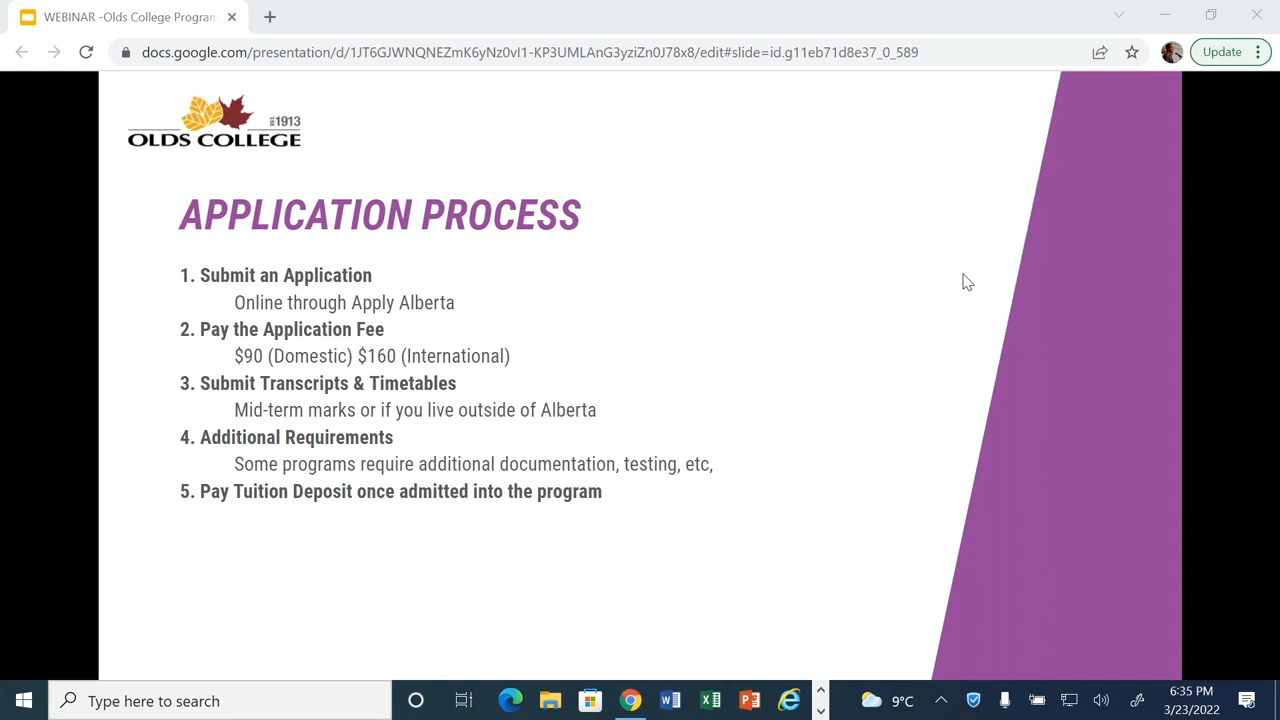 WEBINAR -Olds College Program
docs.google.com/presentation/d/1JT6GJWNQNEZmK6yNz0vI1-KP3UMLAnG3yziZn0J78x8/edit#slide=id.g11eb71d8e37_0_589
Update
EST. 1913
OLDS COLLEGE
APPLICATION PROCESS
1. Submit an Application
Online through Apply Alberta
2. Pay the Application Fee
$90 (Domestic) $160 (International)
3. Submit Transcripts & Timetables
Mid-term marks or if you live outside of Alberta
4. Additional Requirements
Some programs require additional documentation, testing, etc,
5. Pay Tuition Deposit once admitted into the program
Type here to search
9°C
6:35 PM
3/23/2022